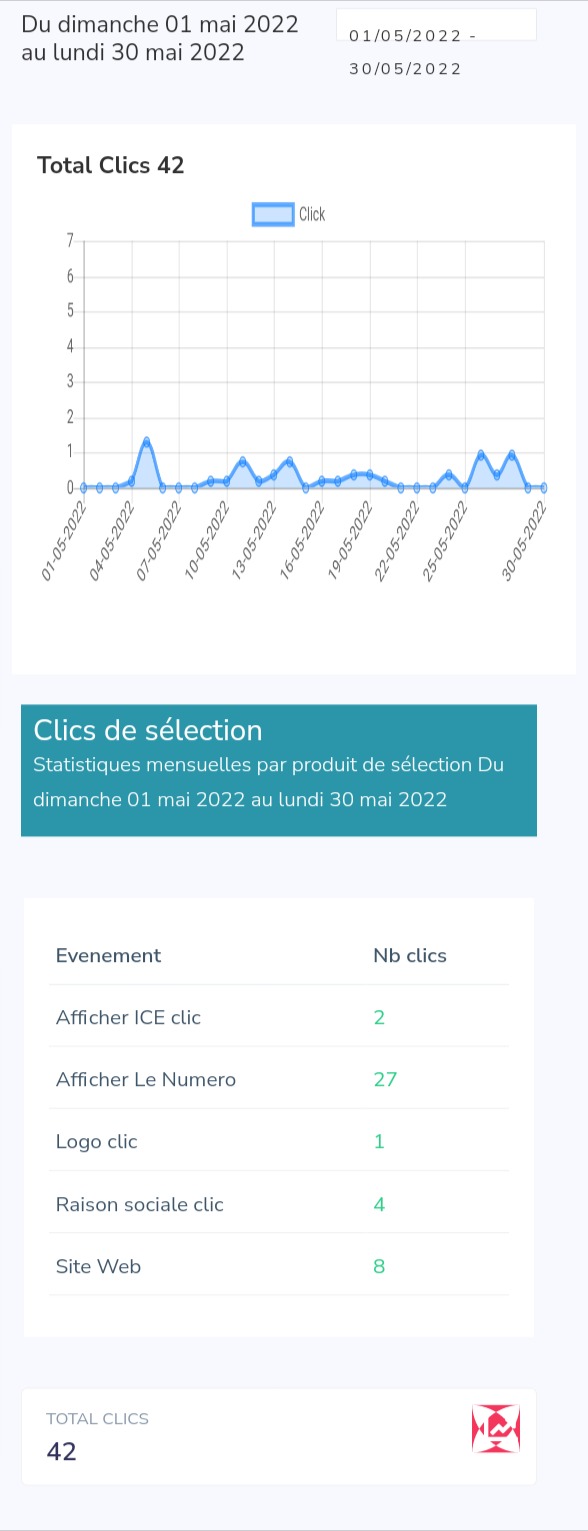 Du dimanche 01 mai 2022
au lundi 30 mai 2022
01/05/2022 -
30/05/2022
Total Clics 42
Click
7
6
5
4
3
2
1
0
01-05-2022
04-05-2022
07-05-2022
10-05-2022
13-05-2022
16-05-2022
19-05-2022
22-05-2022
25-05-2022
30-05-2022
Clics de sélection
Statistiques mensuelles par produit de sélection Du
dimanche 01 mai 2022 au lundi 30 mai 2022
Evenement Nb clics
Afficher ICE clic 2
Afficher Le Numero 27
Logo clic 1
Raison sociale clic 4
Site Web 8
TOTAL CLICS
42